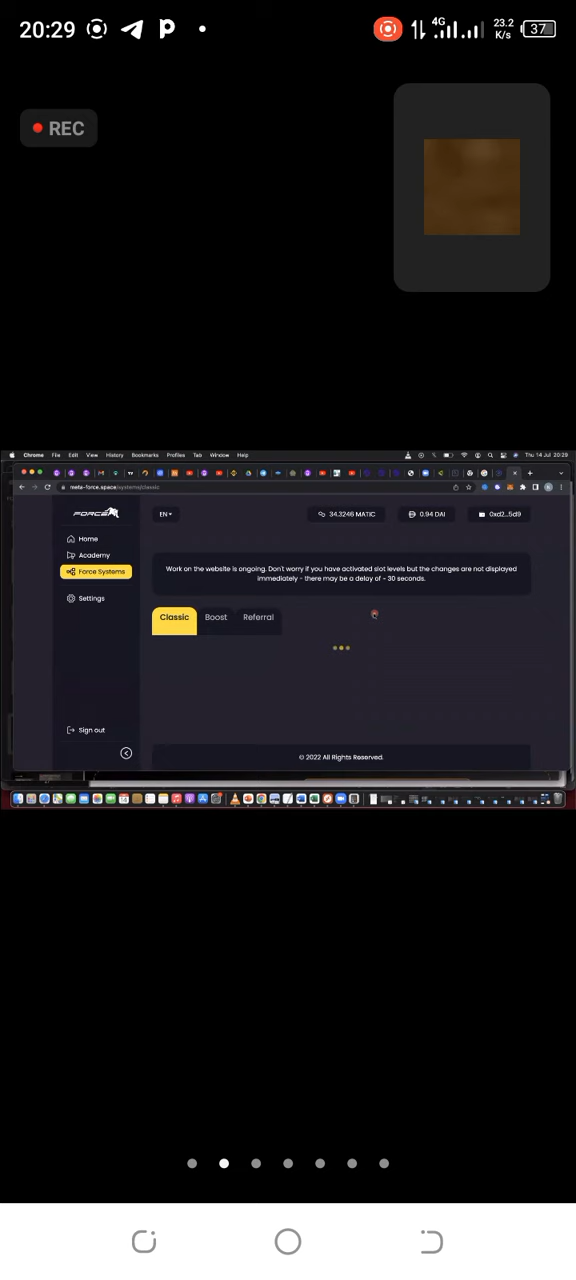 20:29
4G
23.2
K/s
37
REC
Chrome File Edit View History Bookmarks Profiles Tab Window Help
Thu 14 Jul 20:29
meta-force.space/systems/classic
FORCE
EN
34,3246 MATIC
0.94 DAI
0xd2...5d19
Home
Academy
Force Systems
Settings
Work on the website is ongoing. Don't worry if you have activated slot levels but the changes are not displayed
immediately - there may be a delay of ~ 30 seconds.
Classic
Boost
Referral
Sign out
© 2022 All Rights Reserved.